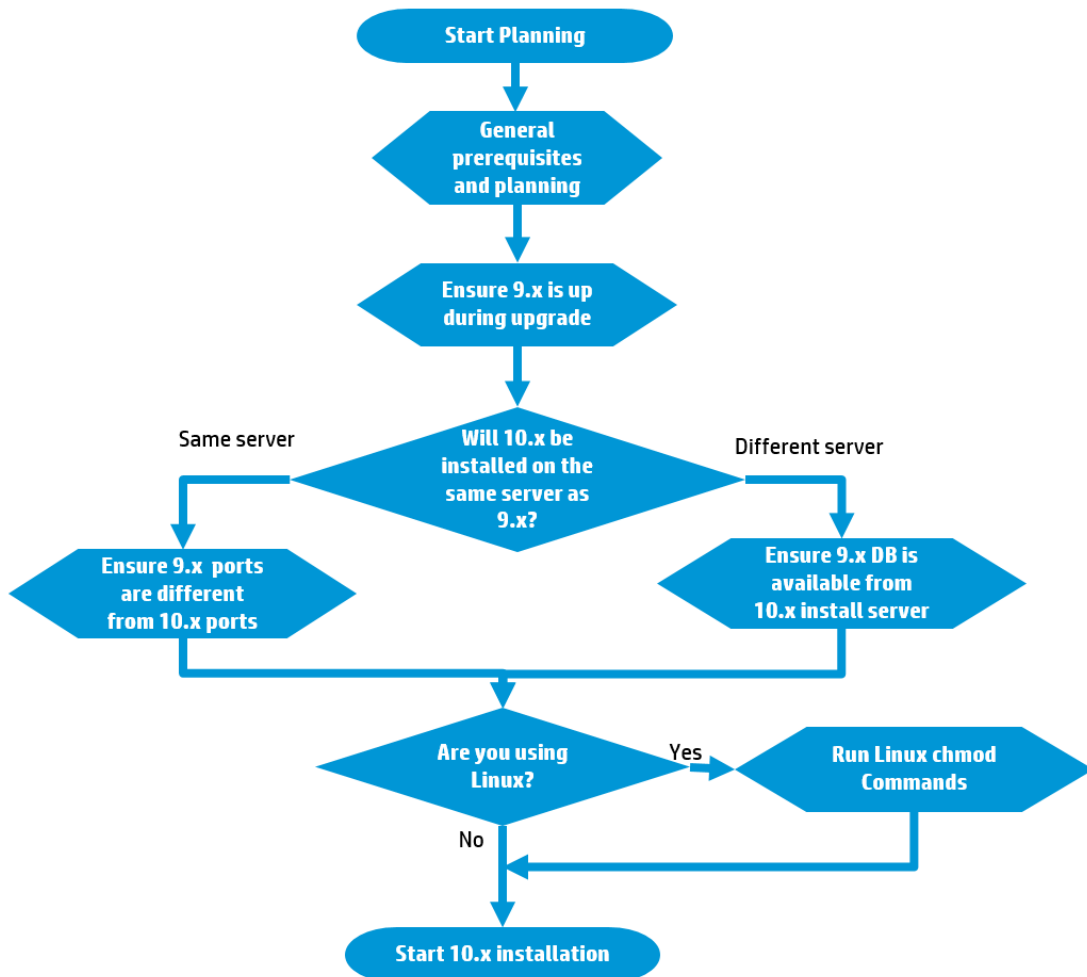 Start Planning
General
prerequisites
and planning
Ensure 9.x is up
during upgrade
Same server
Will 10.x be
installed on the
same server as
9.x?
Different server
Ensure 9.x  ports
are different
from 10.x ports
Ensure 9.x DB is
available from
10.x install server
Are you using
Linux?
Yes
Run Linux chmod
Commands
No
Start 10.x installation